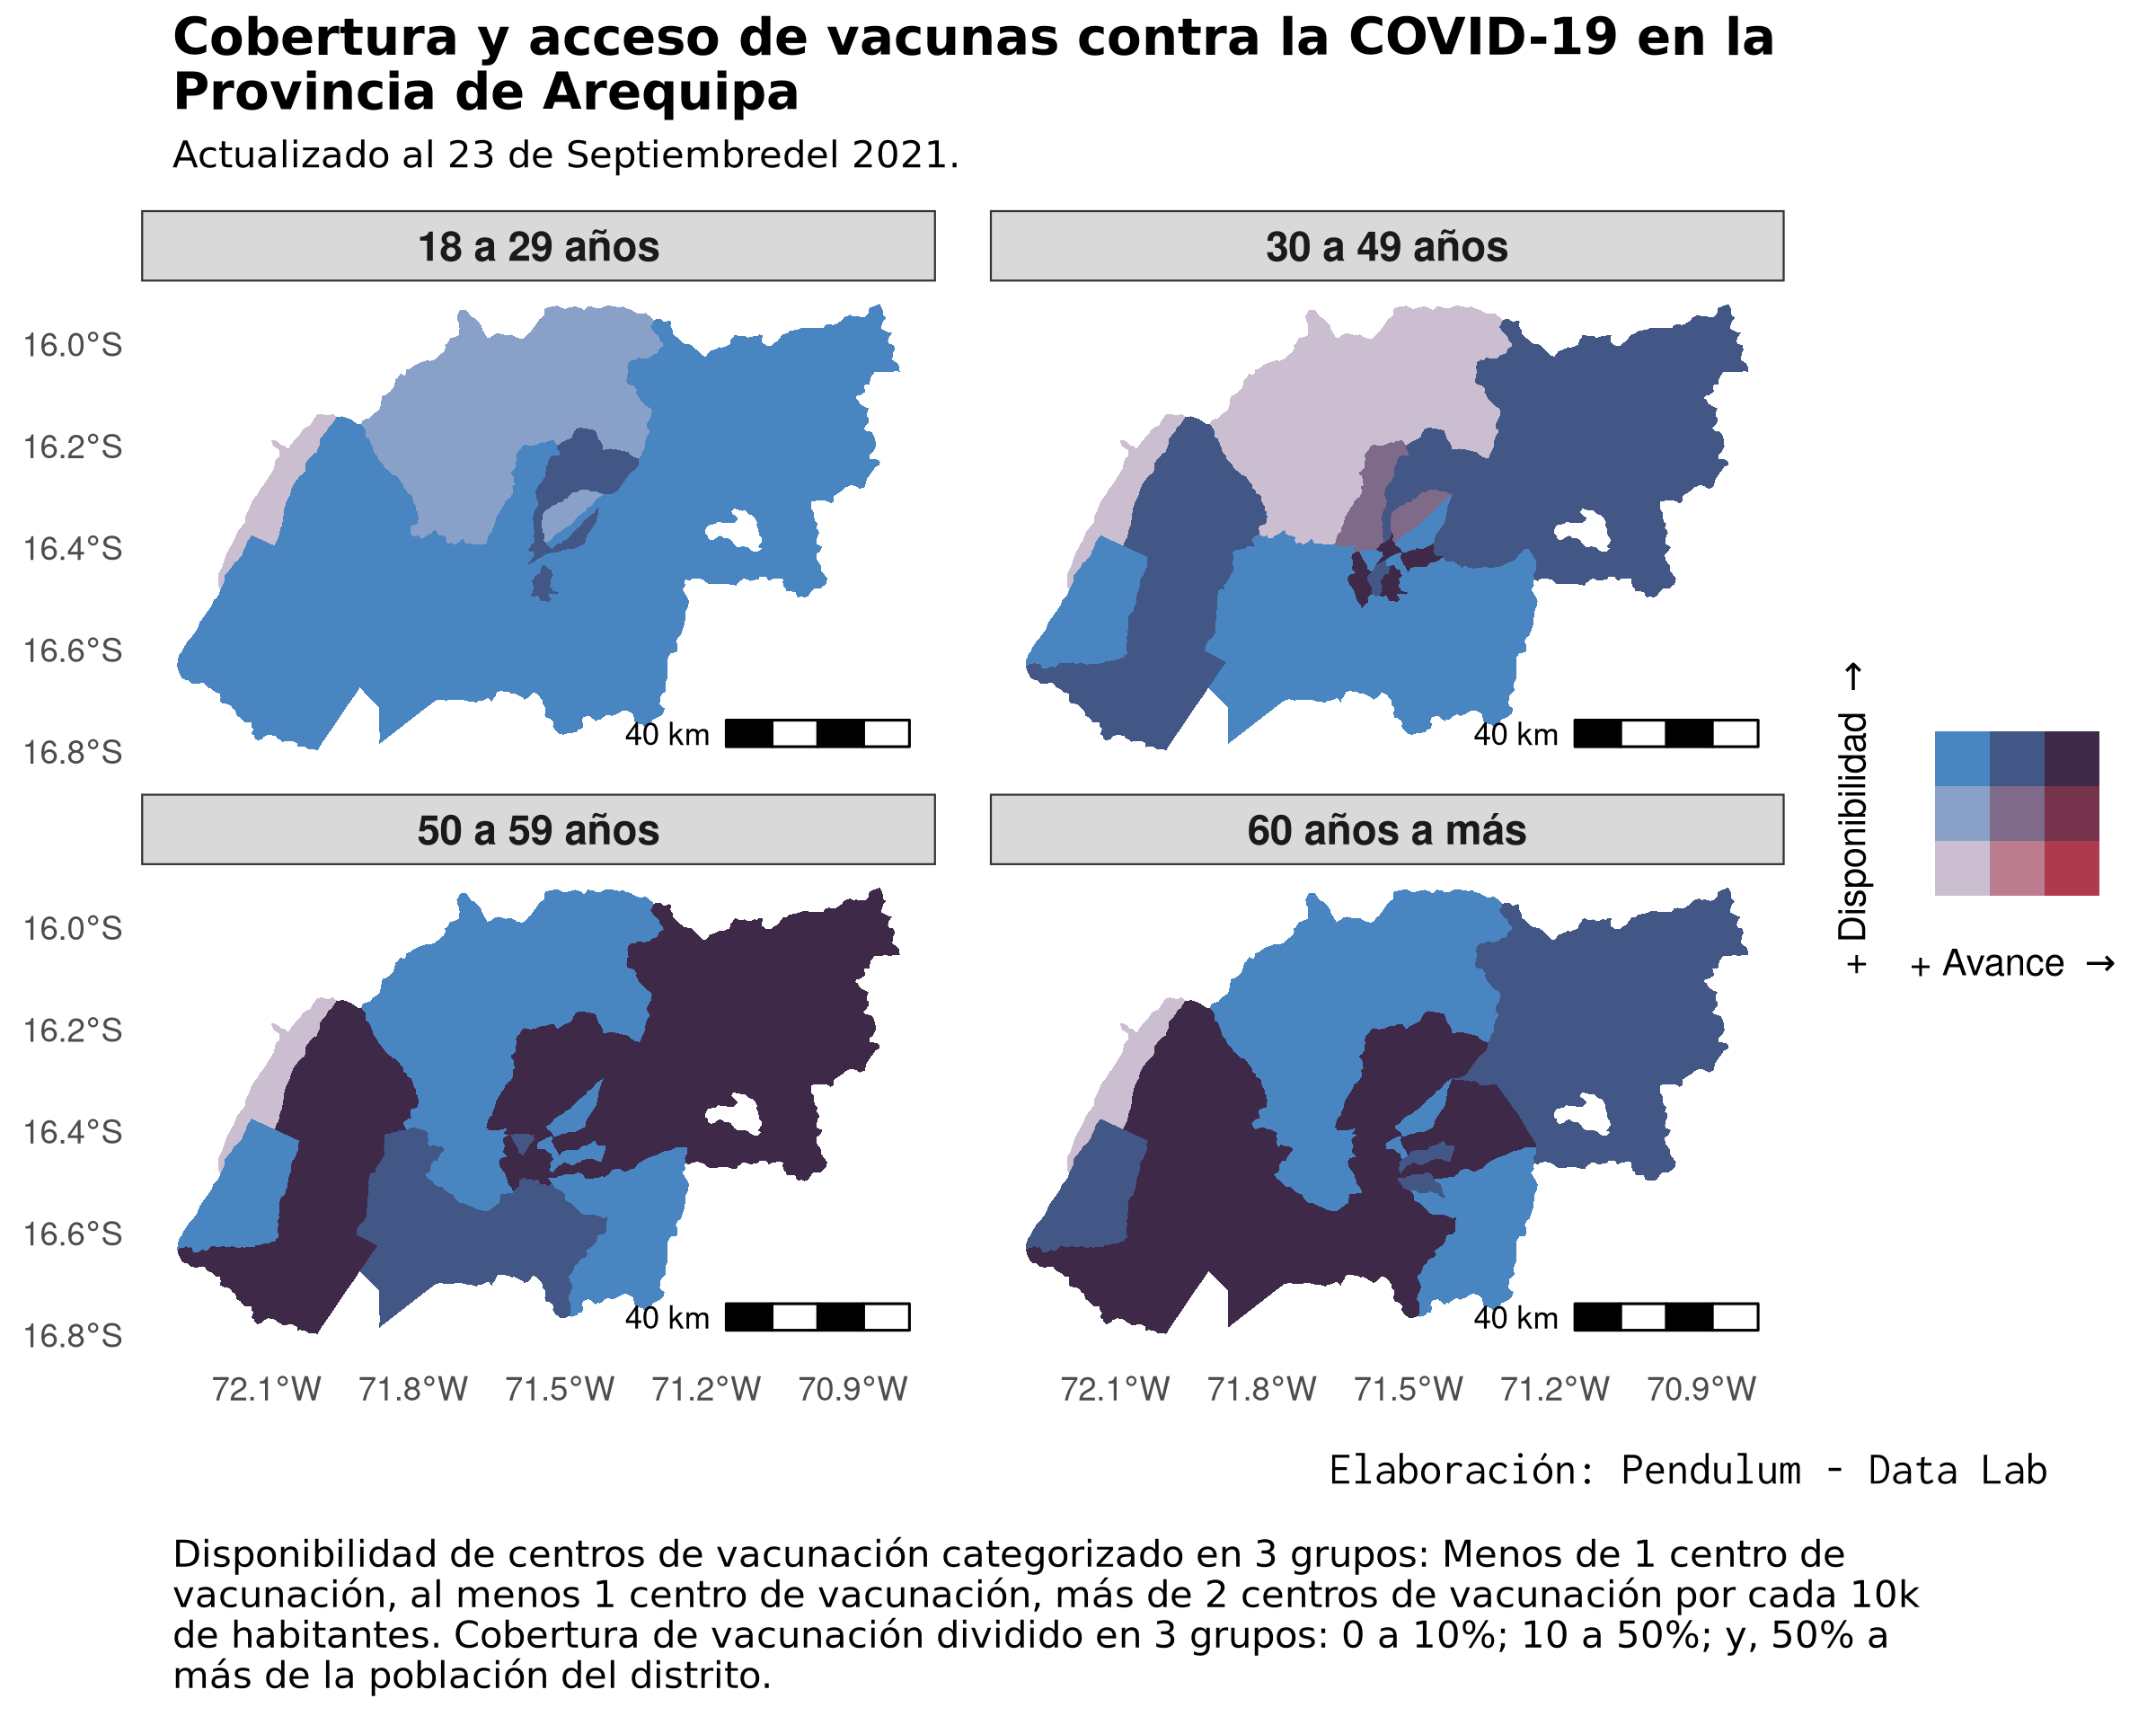 Cobertura y acceso de vacunas contra la COVID-19 en la
Provincia de Arequipa
Actualizado al 23 de Septiembredel 2021.
18 a 29 años
30 a 49 años
16.0°S
16.2°S
16.4°S
16.6°S
16.8°S
40 km
40 km
50 a 59 años
60 años a más
16.0°S
16.2°S
16.4°S
16.6°S
16.8°S
40 km
40 km
72.1°W 71.8°W 71.5°W 71.2°W 70.9°W
72.1°W 71.8°W 71.5°W 71.2°W 70.9°W
+ Disponibilidad →
+ Avance →
Elaboración: Pendulum - Data Lab
Disponibilidad de centros de vacunación categorizado en 3 grupos: Menos de 1 centro de
vacunación, al menos 1 centro de vacunación, más de 2 centros de vacunación por cada 10k
de habitantes. Cobertura de vacunación dividido en 3 grupos: 0 a 10%; 10 a 50%; y, 50% a
más de la población del distrito.